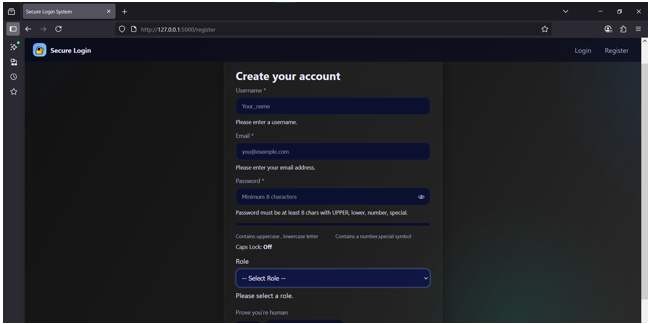 Secure Login System
http://127.0.0.1:5000/register
Secure Login
Login
Register
Create your account
Username *
Your_name
Please enter a username.
Email *
you@example.com
Please enter your email address.
Password *
Minimum 8 characters
Password must be at least 8 chars with UPPER, lower, number, special.
Contains uppercase , lowercase letter
Contains a number,special symbol
Caps Lock: Off
Role
-- Select Role --
Please select a role.
Prove you're human